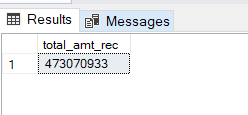 Results Messages
total_amt_rec
1 473070933